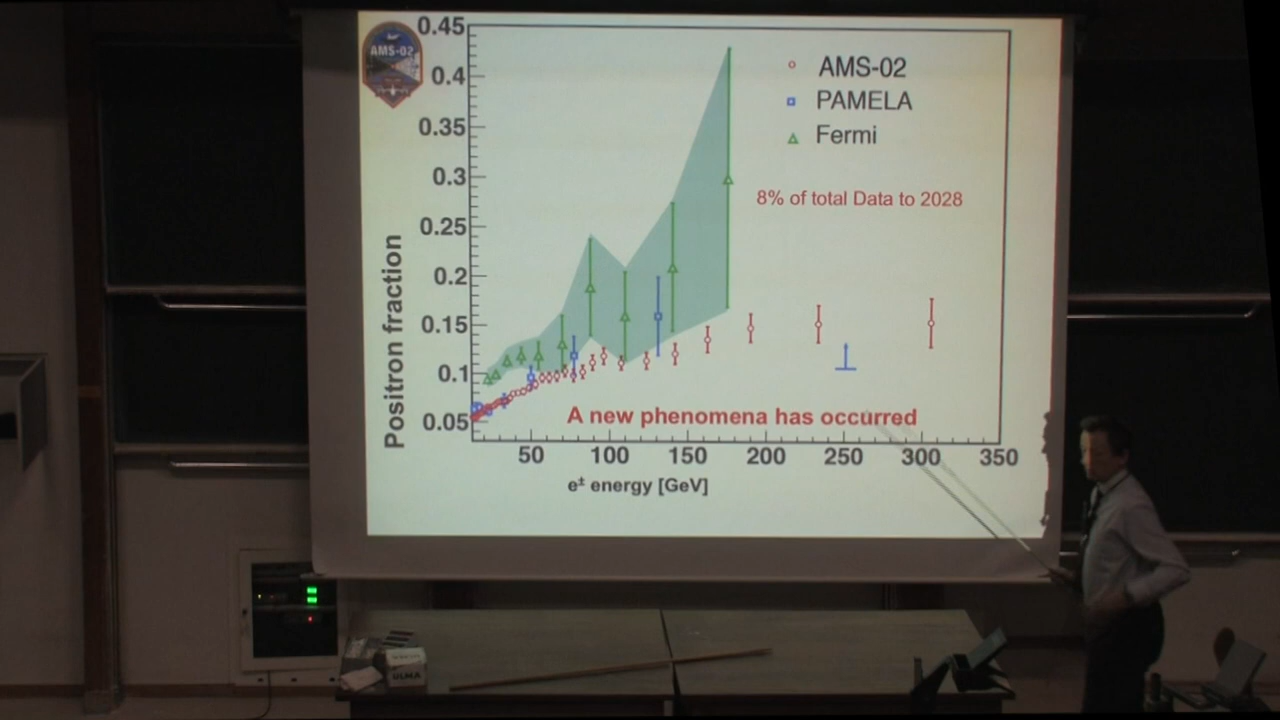 AMS-02
0.45
0.4
0.35
0.3
0.25
0.2
0.15
0.1
0.05
Positron fraction
AMS-02
PAMELA
Fermi
8% of total Data to 2028
A new phenomena has occurred
50 100 150 200 250 300 350
e± energy [GeV]
ULMA